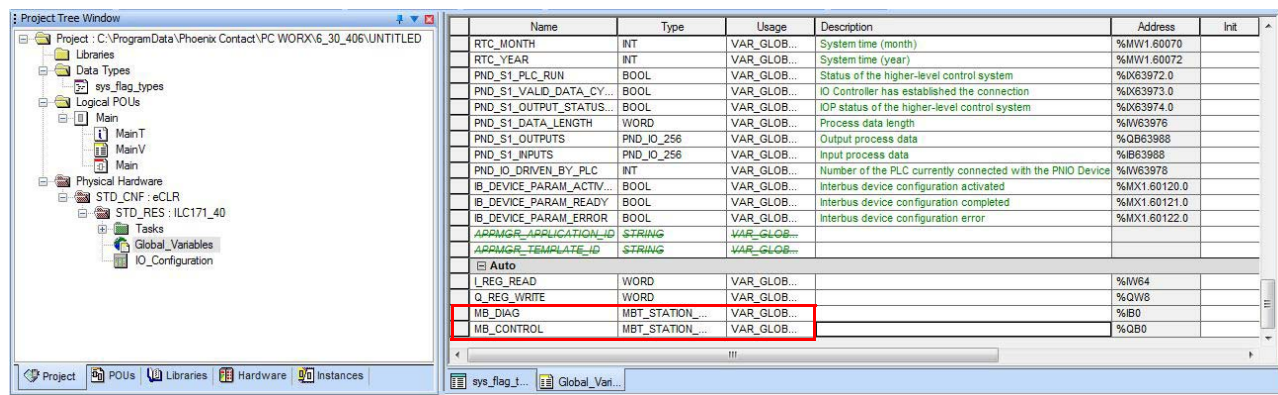 Project Tree Window
Project : C:\ProgramData\Phoenix Contact\PC WORX\6_30_406\UNTITLED
Libraries
Data Types
sys_flag_types
Logical POUs
Main
MainT
MainV
Main
Physical Hardware
STD_CNF : eCLR
STD_RES : ILC171_40
Tasks
Global_Variables
IO_Configuration
Project POUs Libraries Hardware Instances
Name Type Usage Description Address Init
RTC_MONTH INT VAR_GLOB... System time (month) %MW1.60070
RTC_YEAR INT VAR_GLOB... System time (year) %MW1.60072
PND_S1_PLC_RUN BOOL VAR_GLOB... Status of the higher-level control system %IX63972.0
PND_S1_VALID_DATA_CY... BOOL VAR_GLOB... IO Controller has established the connection %IX63973.0
PND_S1_OUTPUT_STATUS... BOOL VAR_GLOB... IOP status of the higher-level control system %IX63974.0
PND_S1_DATA_LENGTH WORD VAR_GLOB... Process data length %IW63976
PND_S1_OUTPUTS PND_IO_256 VAR_GLOB... Output process data %QB63988
PND_S1_INPUTS PND_IO_256 VAR_GLOB... Input process data %IB63988
PND_IO_DRIVEN_BY_PLC INT VAR_GLOB... Number of the PLC currently connected with the PNIO Device %IW63978
IB_DEVICE_PARAM_ACTIV... BOOL VAR_GLOB... Interbus device configuration activated %MX1.60120.0
IB_DEVICE_PARAM_READY BOOL VAR_GLOB... Interbus device configuration completed %MX1.60121.0
IB_DEVICE_PARAM_ERROR BOOL VAR_GLOB... Interbus device configuration error %MX1.60122.0
APPMGR_APPLICATION_ID STRING VAR_GLOB...
APPMGR_TEMPLATE_ID STRING VAR_GLOB...
Auto
I_REG_READ WORD VAR_GLOB... %IW64
Q_REG_WRITE WORD VAR_GLOB... %QW8
MB_DIAG MBT_STATION_... VAR_GLOB... %IB0
MB_CONTROL MBT_STATION_... VAR_GLOB... %QB0
sys_flag_t... Global_Vari...